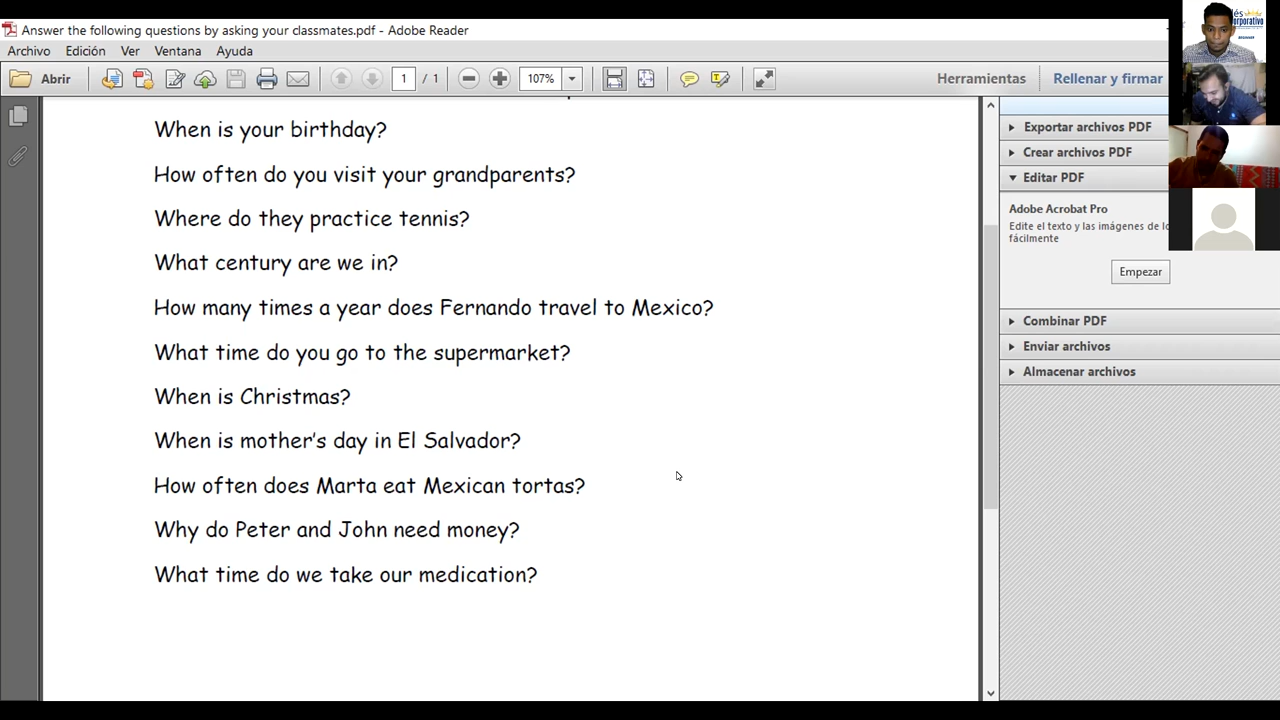 Answer the following questions by asking your classmates.pdf - Adobe Reader
Archivo Edición Ver Ventana Ayuda
Abrir 1 / 1 107% Herramientas Rellenar y firmar
When is your birthday?
How often do you visit your grandparents?
Where do they practice tennis?
What century are we in?
How many times a year does Fernando travel to Mexico?
What time do you go to the supermarket?
When is Christmas?
When is mother's day in El Salvador?
How often does Marta eat Mexican tortas?
Why do Peter and John need money?
What time do we take our medication?
Exportar archivos PDF
Crear archivos PDF
Editar PDF
Adobe Acrobat Pro
Edite el texto y las imágenes de
fácilmente
Empezar
Combinar PDF
Enviar archivos
Almacenar archivos